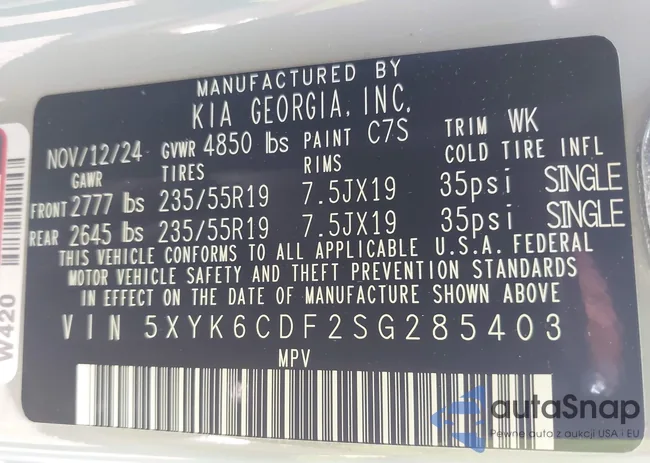 MANUFACTURED BY
KIA GEORGIA, INC.
NOV/12/24 GVWR 4850 lbs PAINT C7S TRIM WK
GAWR TIRES RIMS COLD TIRE INFL
FRONT 2777 lbs 235/55R19 7.5JX19 35psi SINGLE
REAR 2645 lbs 235/55R19 7.5JX19 35psi SINGLE
THIS VEHICLE CONFORMS TO ALL APPLICABLE U.S.A. FEDERAL
MOTOR VEHICLE SAFETY AND THEFT PREVENTION STANDARDS
IN EFFECT ON THE DATE OF MANUFACTURE SHOWN ABOVE
VIN 5XYK6CDF2SG285403
MPV
W420
autaSnap
Pewne auto z aukcji USA i EU